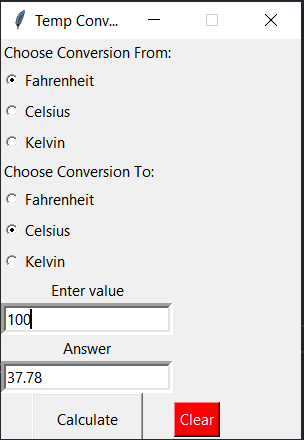 Temp Conv...
Choose Conversion From:
Fahrenheit
Celsius
Kelvin
Choose Conversion To:
Fahrenheit
Celsius
Kelvin
Enter value
100
Answer
37.78
Calculate Clear